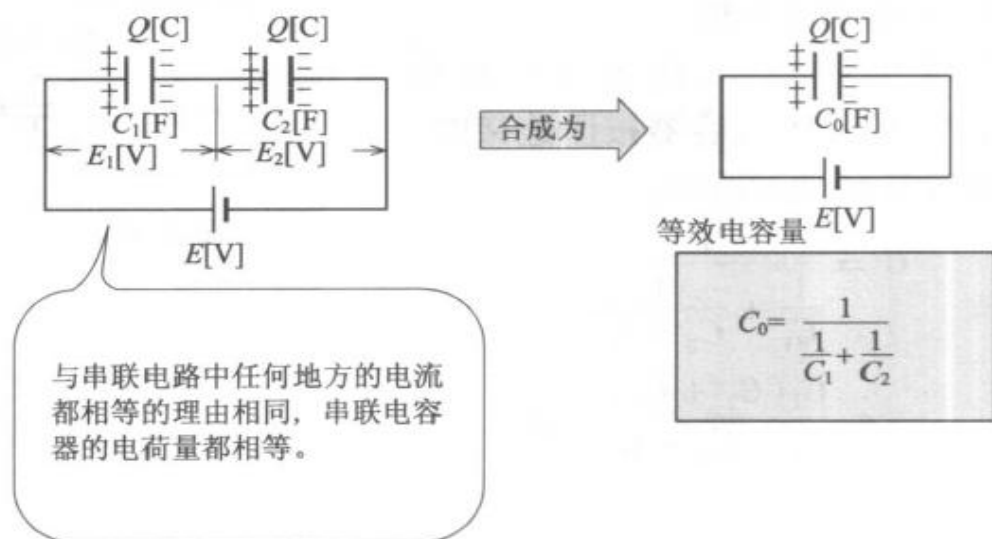 Q[C] Q[C]
C₁[F] C₂[F]
E₁[V] E₂[V]
E[V]
合成为
Q[C]
C₀[F]
E[V]
等效电容量
C₀= 1/(1/C₁+1/C₂)
与串联电路中任何地方的电流
都相等的理由相同，串联电容
器的电荷量都相等。